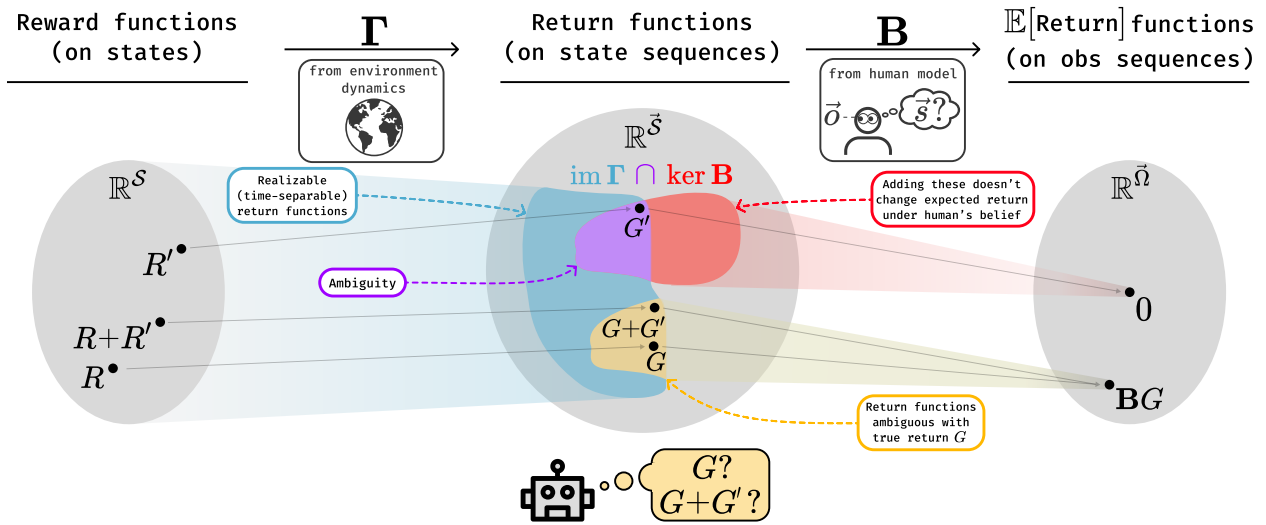 Reward functions
(on states)
Γ
from environment
dynamics
Return functions
(on state sequences)
B
from human model
o⃗
s⃗?
𝔼[Return] functions
(on obs sequences)
ℝ^𝒮
ℝ^𝒮⃗
ℝ^Ω⃗
im Γ ∩ ker B
Realizable
(time-separable)
return functions
Adding these doesn't
change expected return
under human's belief
Ambiguity
R′
R+R′
R
G′
G+G′
G
0
BG
Return functions
ambiguous with
true return G
G?
G+G′?